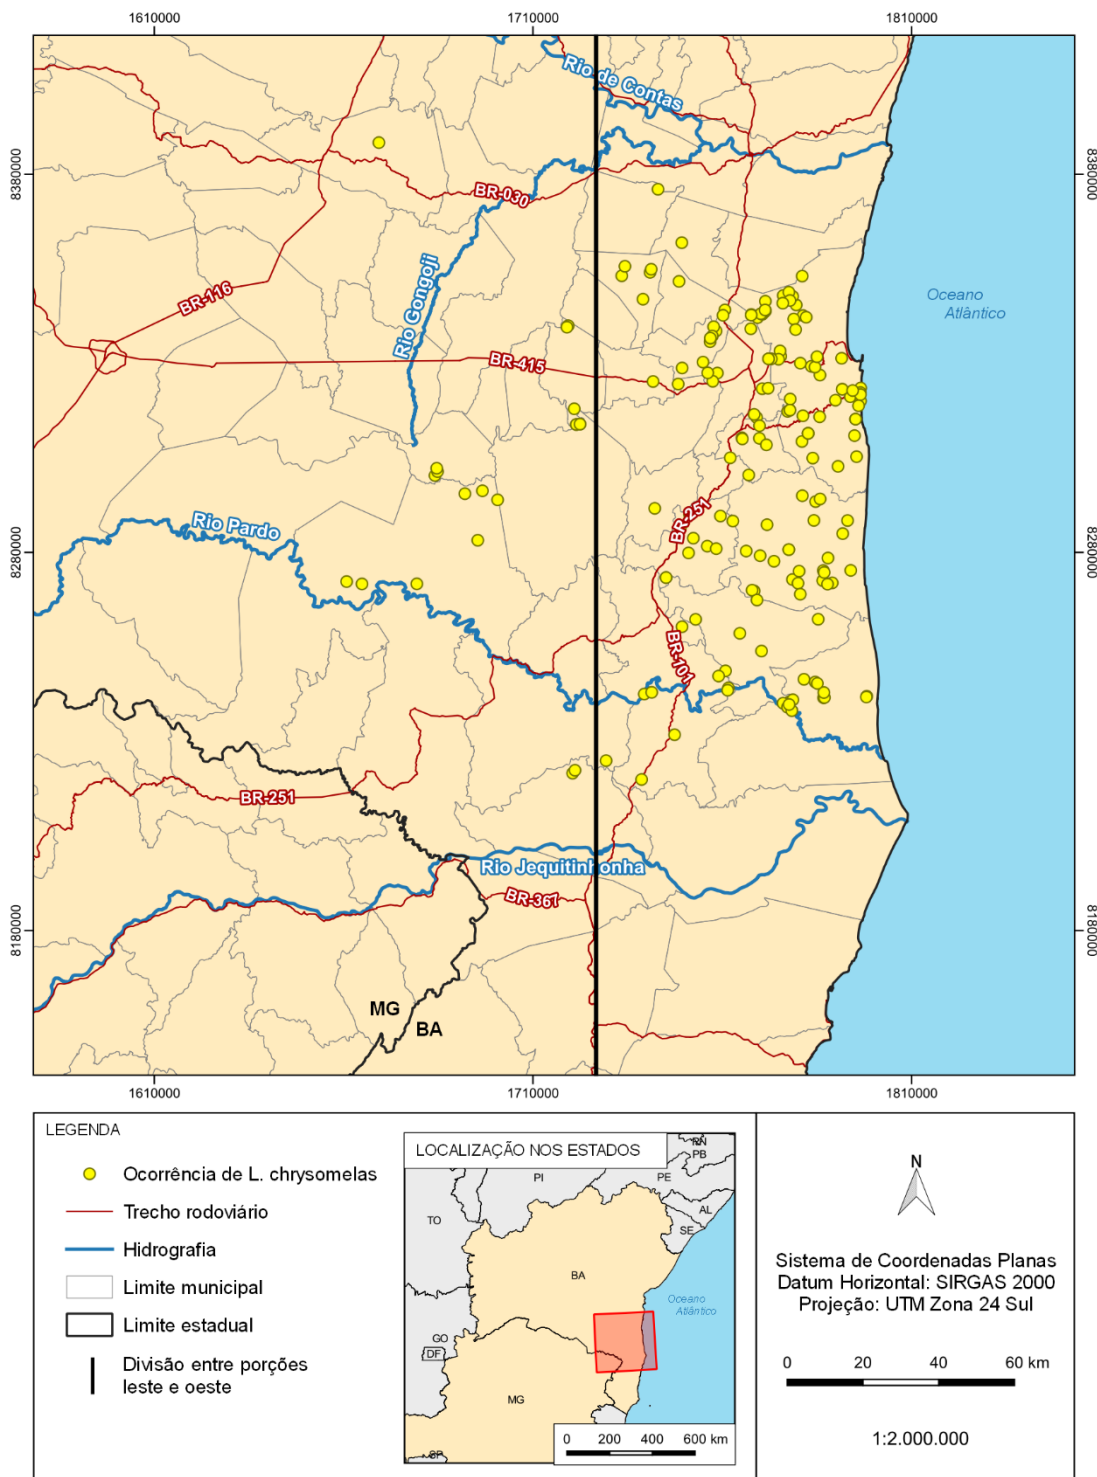 1610000
1710000
1810000
Rio de Contas
8380000
8380000
BR-030
Rio Gongoji
BR-116
Oceano
Atlântico
BR-415
BR-251
Rio Pardo
8280000
8280000
BR-101
BR-251
Rio Jequitinhonha
BR-367
8180000
8180000
MG
BA
1610000
1710000
1810000
LEGENDA
Ocorrência de L. chrysomelas
Trecho rodoviário
Hidrografia
Limite municipal
Limite estadual
Divisão entre porções
leste e oeste
LOCALIZAÇÃO NOS ESTADOS
RN
PB
PI
PE
AL
TO
SE
BA
Oceano
Atlântico
GO
DF
MG
SP
0 200 400 600 km
N
Sistema de Coordenadas Planas
Datum Horizontal: SIRGAS 2000
Projeção: UTM Zona 24 Sul
0 20 40 60 km
1:2.000.000